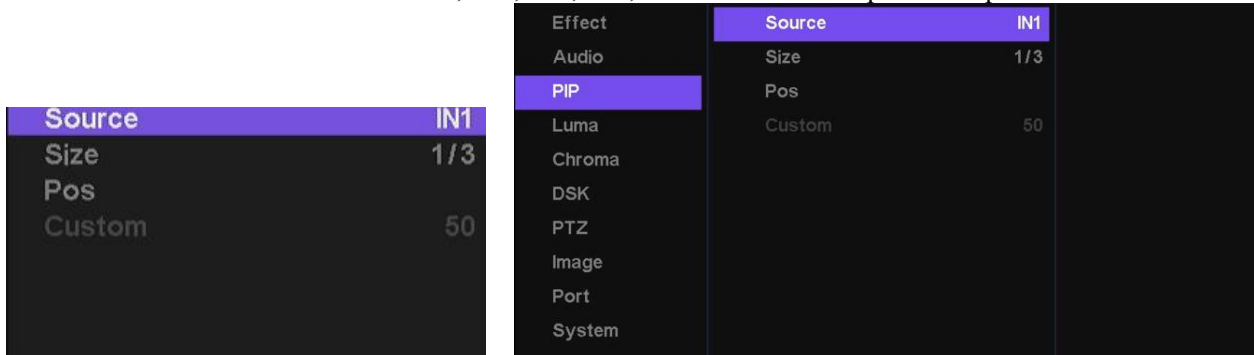 Source IN1
Size 1/3
Pos
Custom 50
Effect
Audio
PIP
Luma
Chroma
DSK
PTZ
Image
Port
System
Source IN1
Size 1/3
Pos
Custom 50